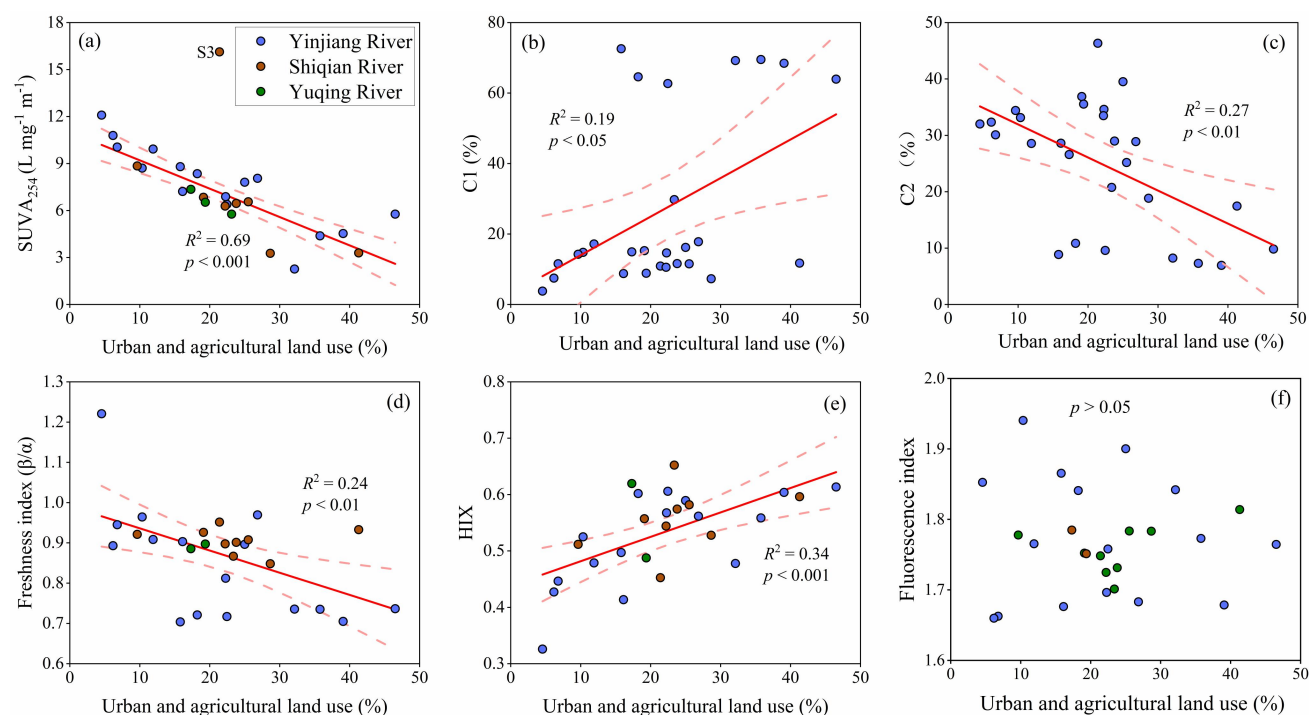 (a)
S3
Yinjiang River
Shiqian River
Yuqing River
R² = 0.69
p < 0.001
SUVA₂₅₄ (L mg⁻¹ m⁻¹)
18
15
12
9
6
3
0
0 10 20 30 40 50
Urban and agricultural land use (%)
(b)
R² = 0.19
p < 0.05
C1 (%)
80
60
40
20
0
0 10 20 30 40 50
Urban and agricultural land use (%)
(c)
R² = 0.27
p < 0.01
C2 (%)
50
40
30
20
10
0
0 10 20 30 40 50
Urban and agricultural land use (%)
(d)
R² = 0.24
p < 0.01
Freshness index (β/α)
1.3
1.2
1.1
1.0
0.9
0.8
0.7
0.6
0 10 20 30 40 50
Urban and agricultural land use (%)
(e)
R² = 0.34
p < 0.001
HIX
0.8
0.7
0.6
0.5
0.4
0.3
0 10 20 30 40 50
Urban and agricultural land use (%)
(f)
p > 0.05
Fluorescence index
2.0
1.9
1.8
1.7
1.6
0 10 20 30 40 50
Urban and agricultural land use (%)